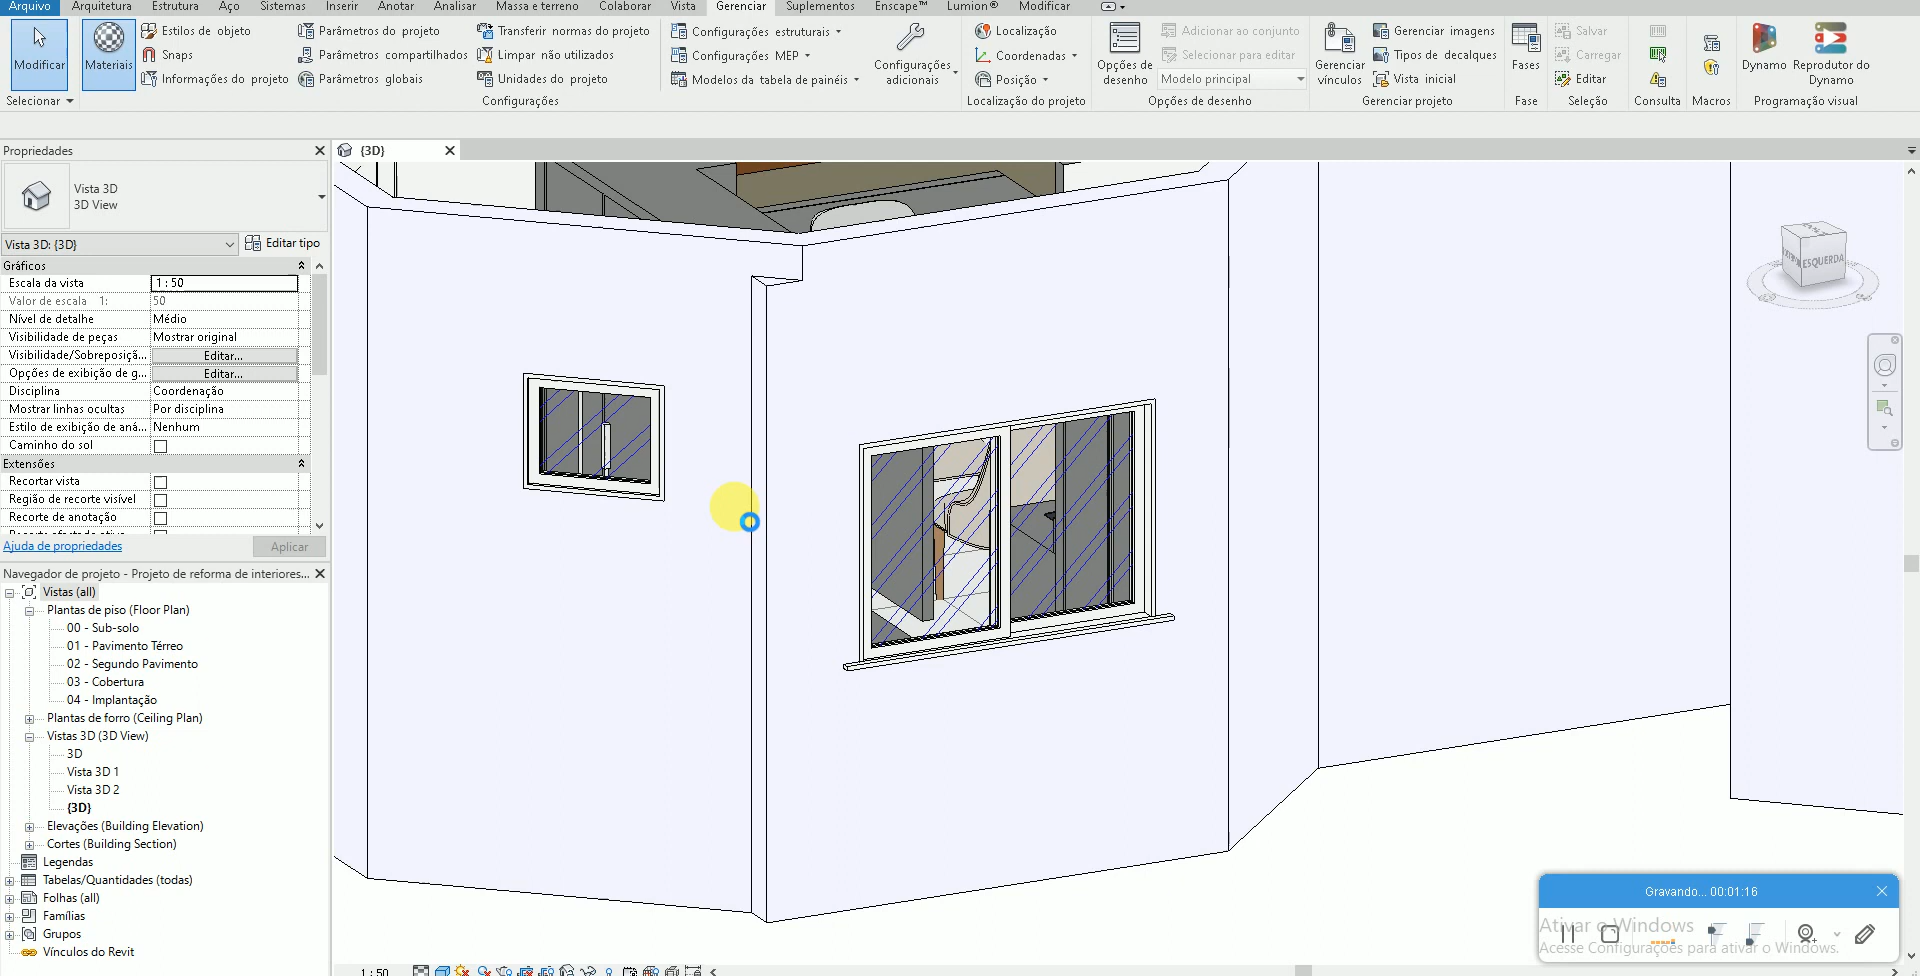 Arquivo Arquitetura Estrutura Aço Sistemas Inserir Anotar Analisar Massa e terreno Colaborar Vista Gerenciar Suplementos Enscape™ Lumion® Modificar
Modificar
Selecionar
Materiais
Estilos de objeto
Snaps
Informações do projeto
Parâmetros do projeto
Parâmetros compartilhados
Parâmetros globais
Transferir normas do projeto
Limpar não utilizados
Unidades do projeto
Configurações estruturais
Configurações MEP
Modelos da tabela de painéis
Configurações adicionais
Configurações
Localização
Coordenadas
Posição
Localização do projeto
Opções de desenho
Adicionar ao conjunto
Selecionar para editar
Modelo principal
Opções de desenho
Gerenciar vínculos
Gerenciar imagens
Tipos de decalques
Vista inicial
Gerenciar projeto
Fases
Fase
Salvar
Carregar
Editar
Seleção
Consulta
Macros
Dynamo
Reprodutor do Dynamo
Programação visual
Propriedades
{3D}
Vista 3D
3D View
Vista 3D: {3D}
Editar tipo
Gráficos
Escala da vista 1 : 50
Valor de escala 1: 50
Nível de detalhe Médio
Visibilidade de peças Mostrar original
Visibilidade/Sobreposiçã... Editar...
Opções de exibição de g... Editar...
Disciplina Coordenação
Mostrar linhas ocultas Por disciplina
Estilo de exibição de aná... Nenhum
Caminho do sol
Extensões
Recortar vista
Região de recorte visível
Recorte de anotação
Ajuda de propriedades
Aplicar
Navegador de projeto - Projeto de reforma de interiores...
Vistas (all)
Plantas de piso (Floor Plan)
00 - Sub-solo
01 - Pavimento Térreo
02 - Segundo Pavimento
03 - Cobertura
04 - Implantação
Plantas de forro (Ceiling Plan)
Vistas 3D (3D View)
3D
Vista 3D 1
Vista 3D 2
{3D}
Elevações (Building Elevation)
Cortes (Building Section)
Legendas
Tabelas/Quantidades (todas)
Folhas (all)
Famílias
Grupos
Vínculos do Revit
ESQUERDA
Gravando... 00:01:16
Ativar o Windows
Acesse Configurações para ativar o Windows.
1 : 50